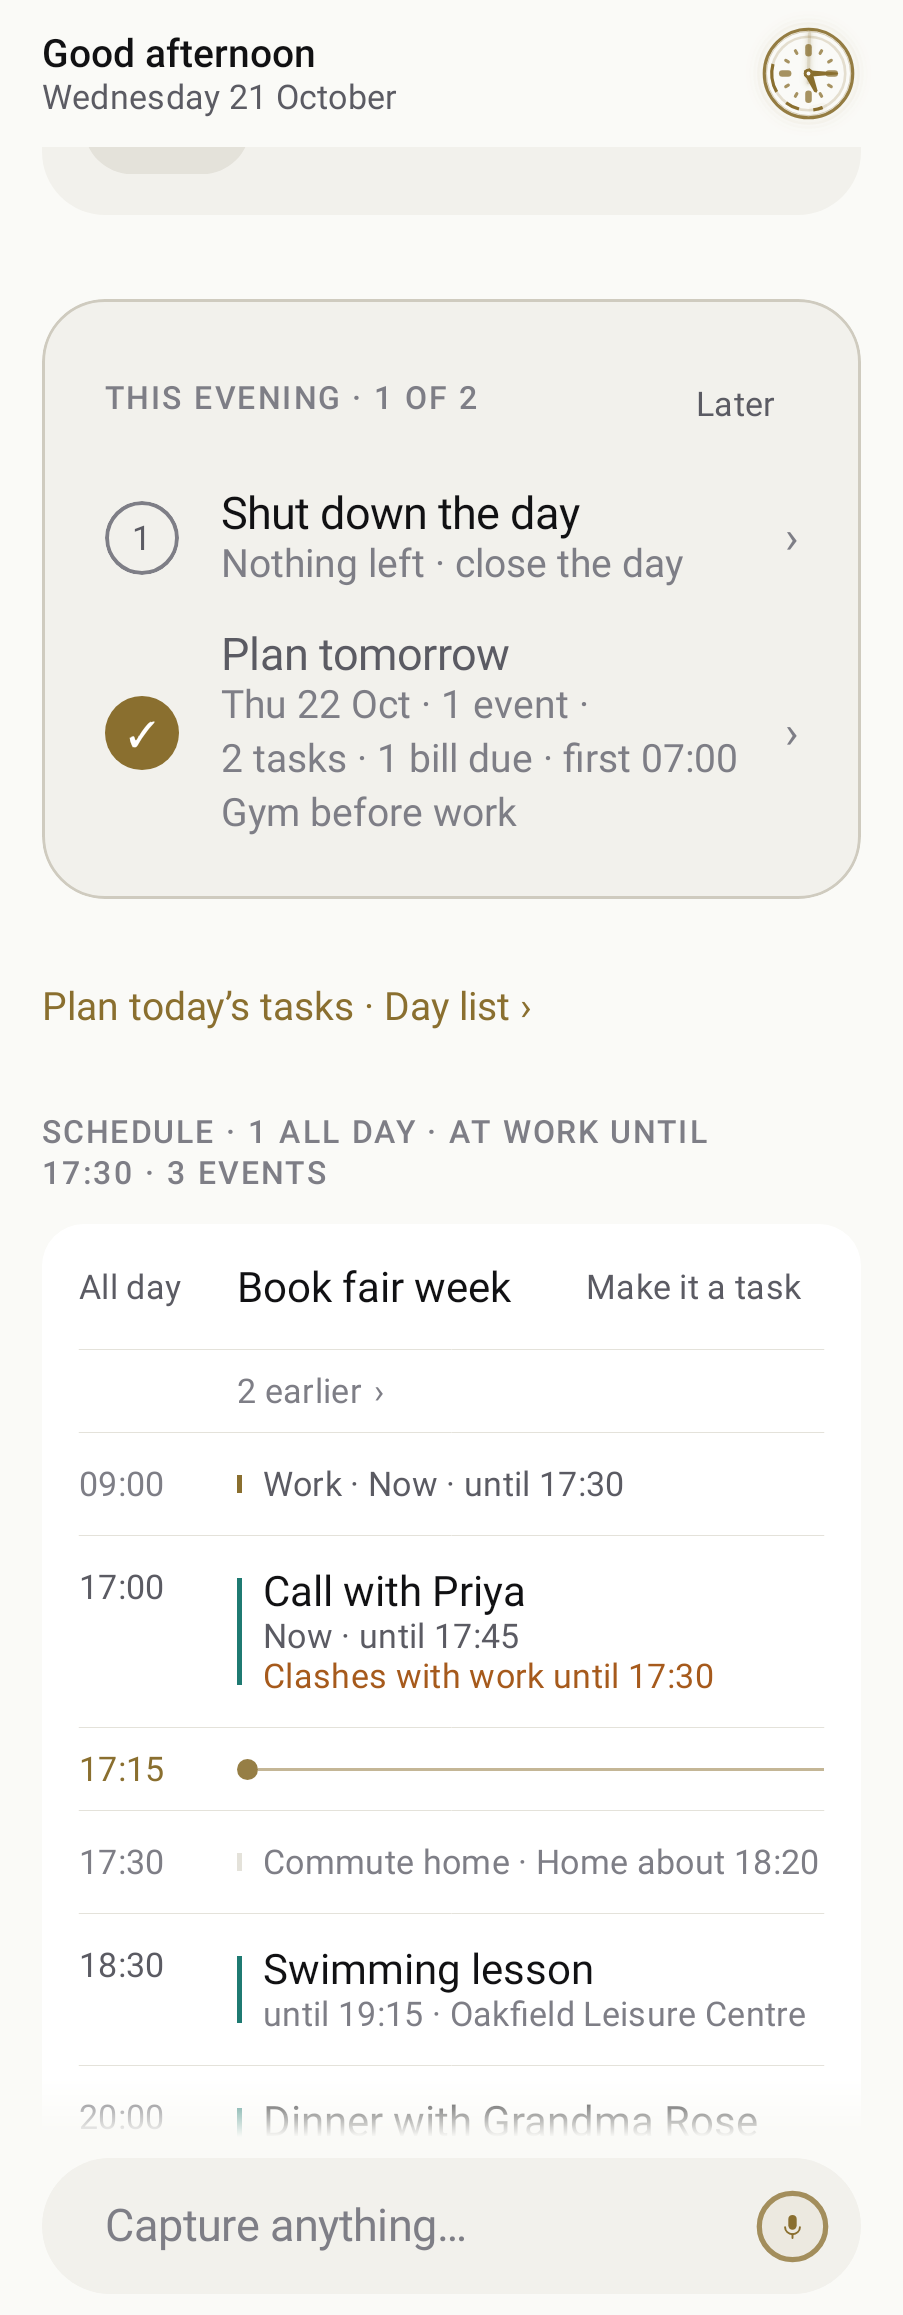 Good afternoon
Wednesday 21 October
THIS EVENING · 1 OF 2
Later
1
Shut down the day
Nothing left · close the day
›
✓
Plan tomorrow
Thu 22 Oct · 1 event ·
2 tasks · 1 bill due · first 07:00
Gym before work
›
Plan today’s tasks · Day list ›
SCHEDULE · 1 ALL DAY · AT WORK UNTIL
17:30 · 3 EVENTS
All day
Book fair week
Make it a task
2 earlier ›
09:00
Work · Now · until 17:30
17:00
Call with Priya
Now · until 17:45
Clashes with work until 17:30
17:15
17:30
Commute home · Home about 18:20
18:30
Swimming lesson
until 19:15 · Oakfield Leisure Centre
20:00
Dinner with Grandma Rose
Capture anything…